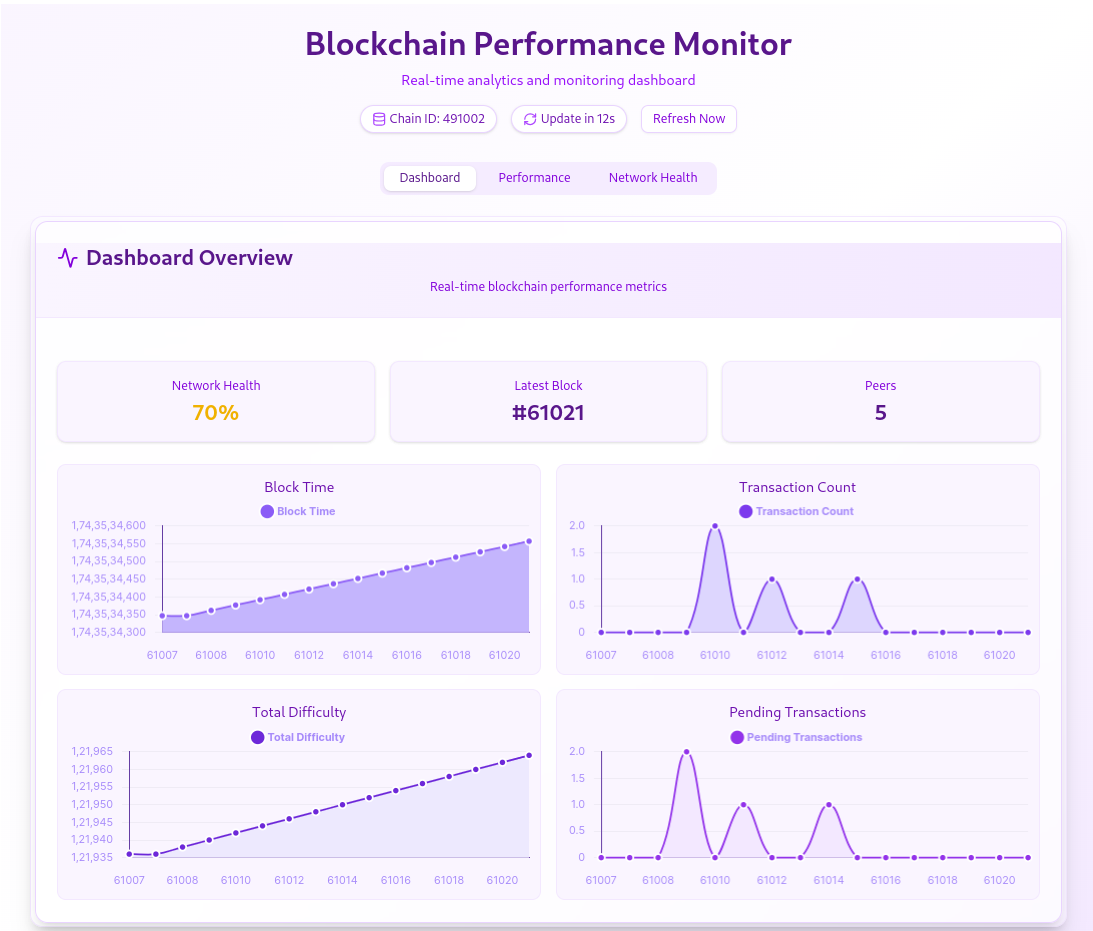 Blockchain Performance Monitor
Real-time analytics and monitoring dashboard
Chain ID: 491002 Update in 12s Refresh Now
Dashboard Performance Network Health
Dashboard Overview
Real-time blockchain performance metrics
Network Health
70%
Latest Block
#61021
Peers
5
Block Time
Block Time
1,74,35,34,600
1,74,35,34,550
1,74,35,34,500
1,74,35,34,450
1,74,35,34,400
1,74,35,34,350
1,74,35,34,300
61007 61008 61010 61012 61014 61016 61018 61020
Transaction Count
Transaction Count
2.0
1.5
1.0
0.5
0
61007 61008 61010 61012 61014 61016 61018 61020
Total Difficulty
Total Difficulty
1,21,965
1,21,960
1,21,955
1,21,950
1,21,945
1,21,940
1,21,935
61007 61008 61010 61012 61014 61016 61018 61020
Pending Transactions
Pending Transactions
2.0
1.5
1.0
0.5
0
61007 61008 61010 61012 61014 61016 61018 61020